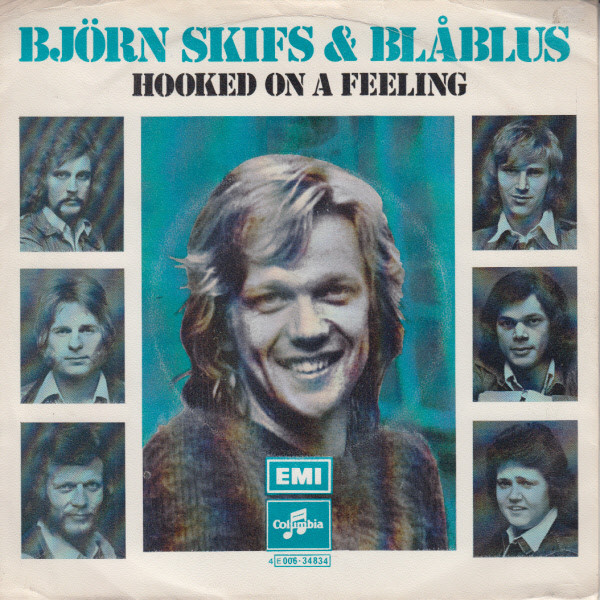 BJÖRN SKIFS & BLÅBLUS
HOOKED ON A FEELING
EMI
Columbia
4E 006-34834